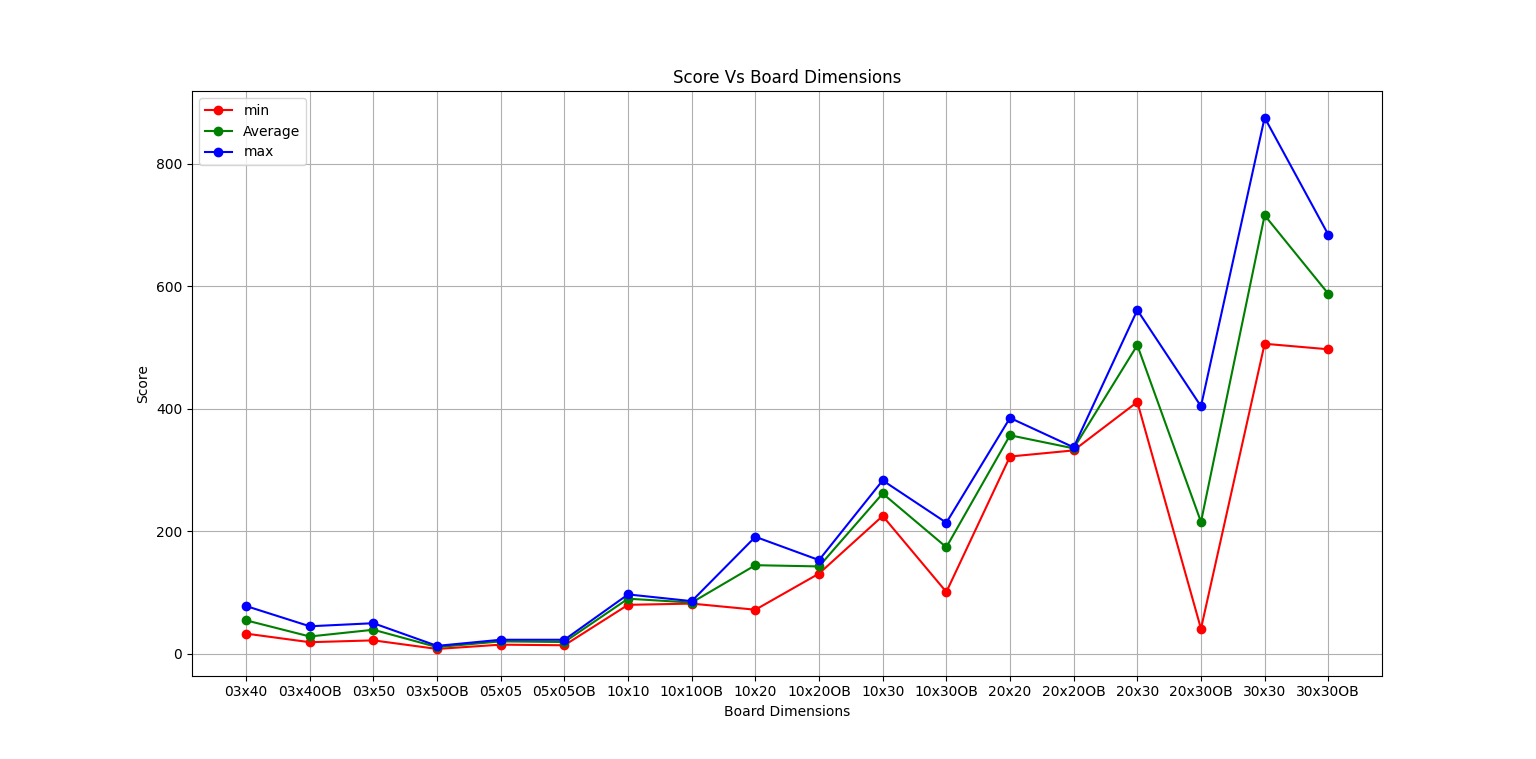 Score Vs Board Dimensions
min
Average
max
800
600
400
200
0
Score
03x40 03x40OB 03x50 03x50OB 05x05 05x05OB 10x10 10x10OB 10x20 10x20OB 10x30 10x30OB 20x20 20x20OB 20x30 20x30OB 30x30 30x30OB
Board Dimensions